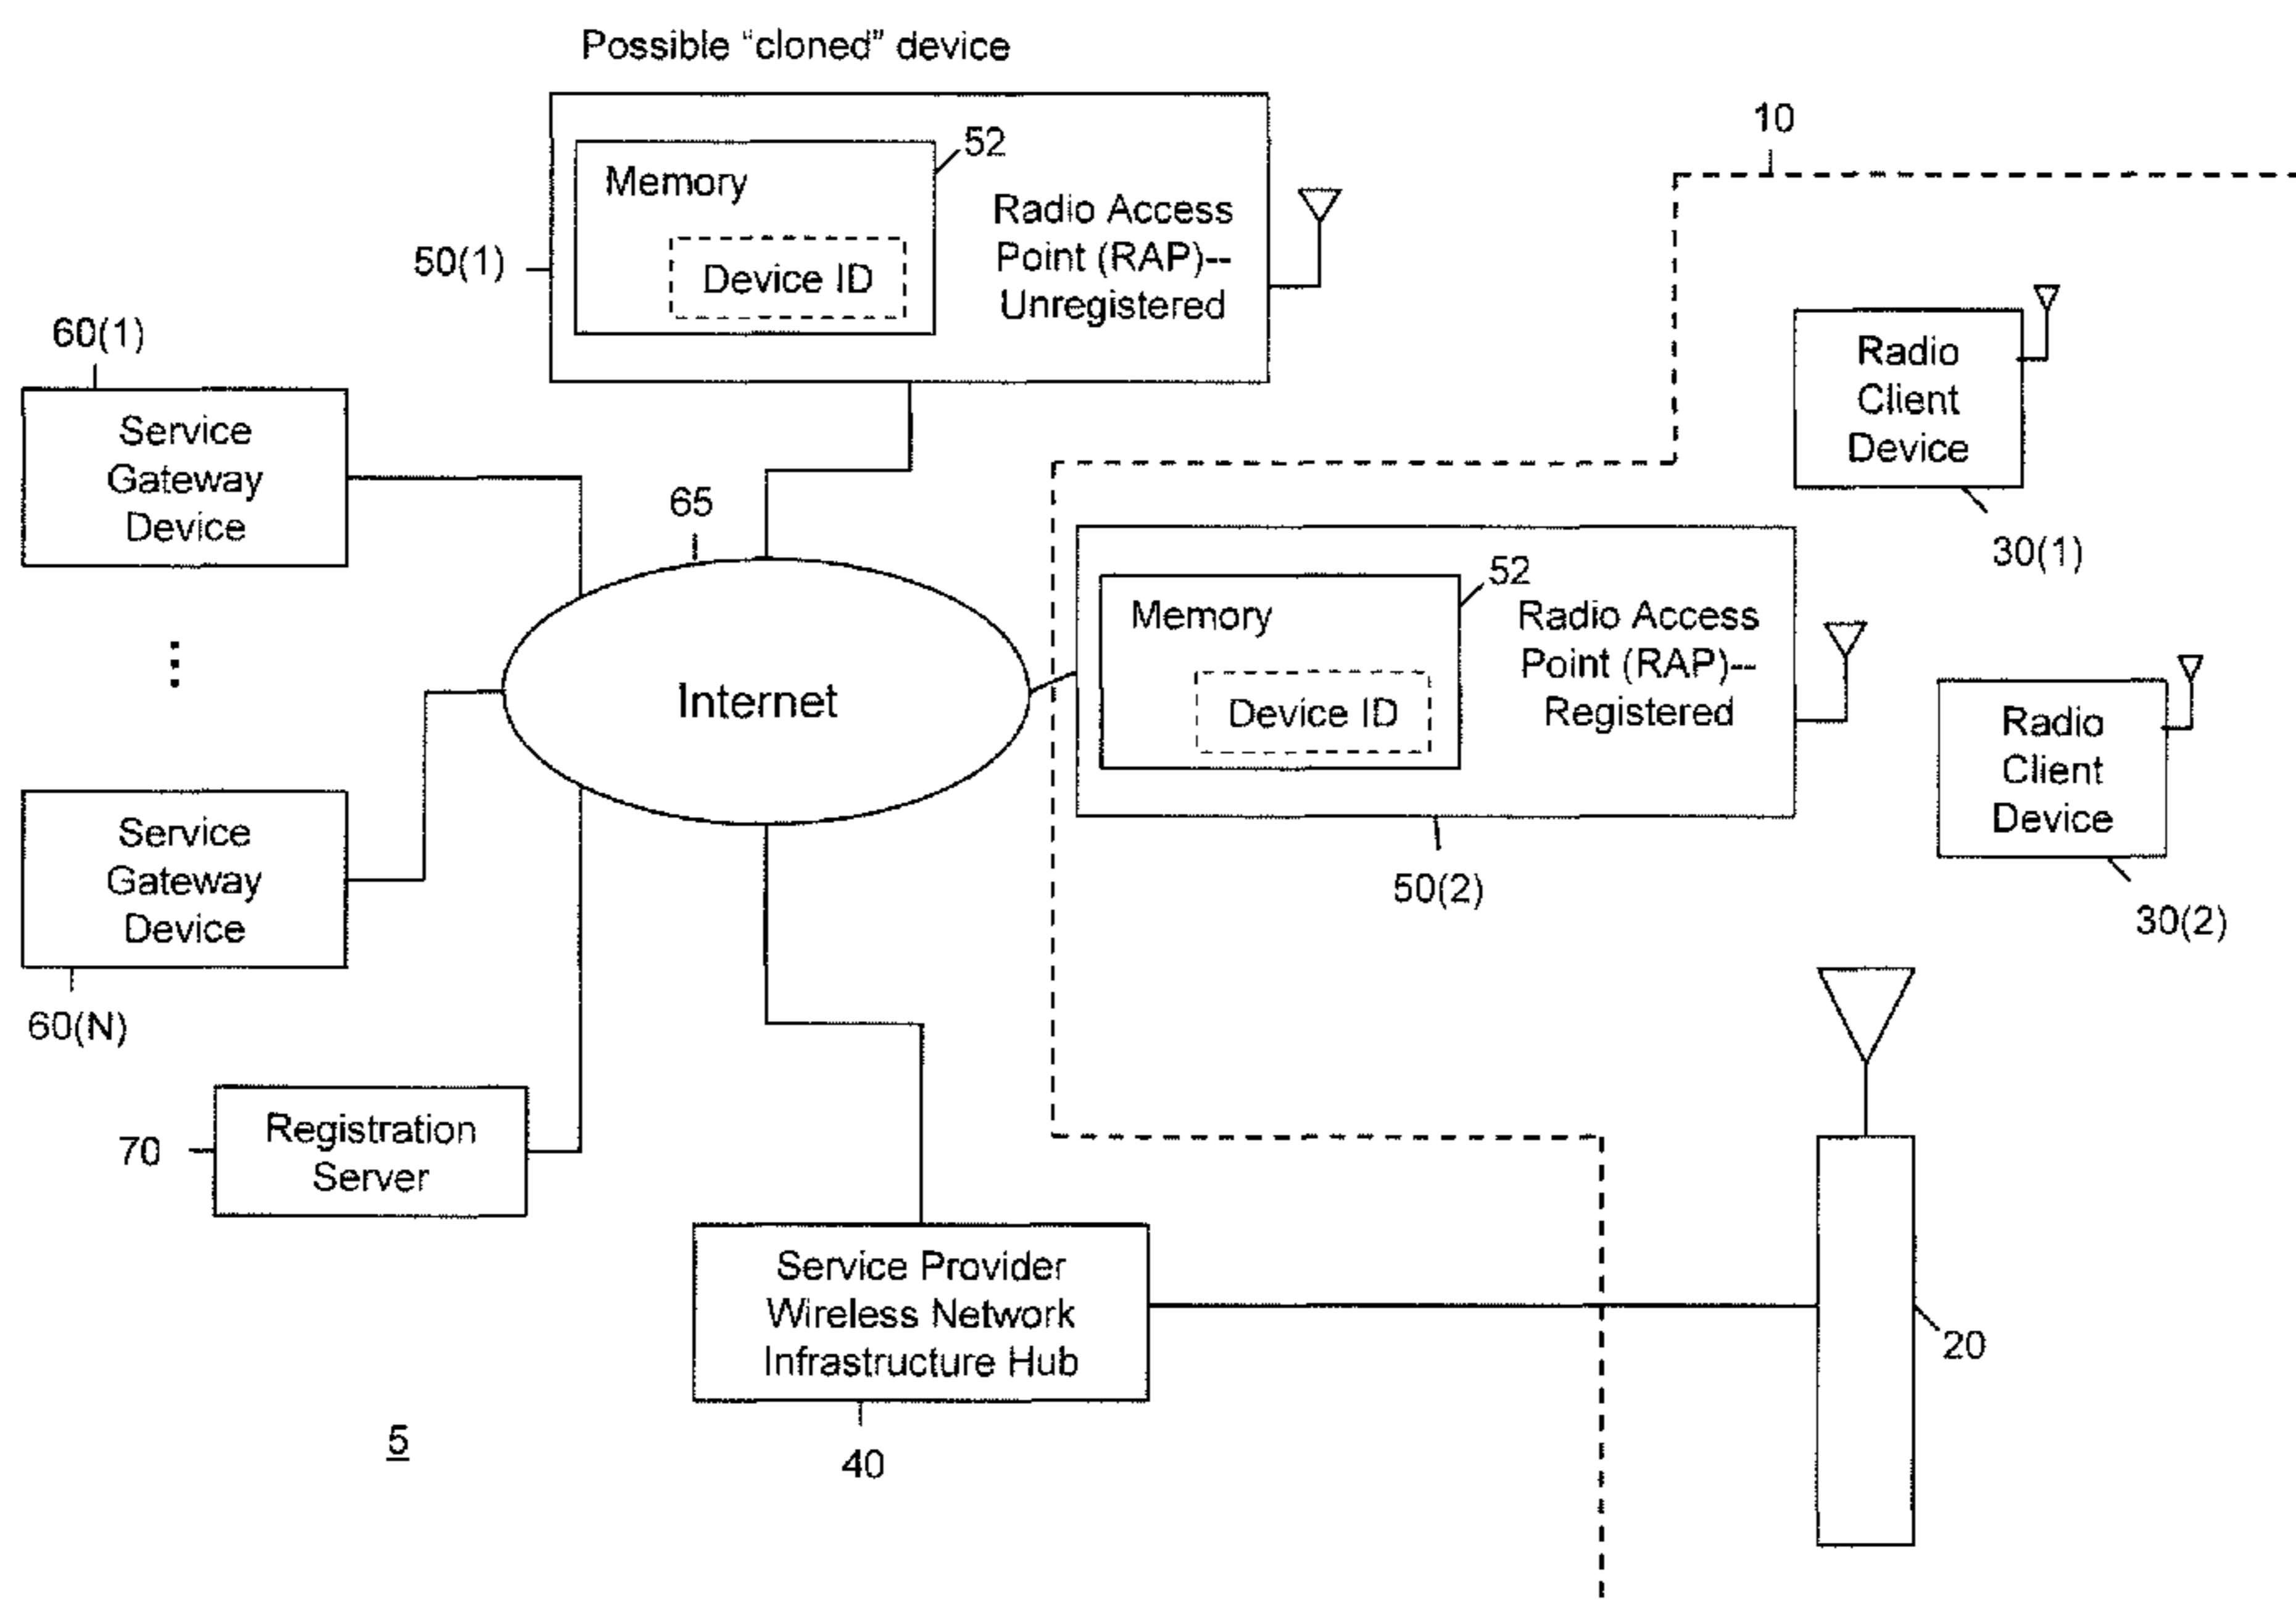 Possible “cloned” device
10
52
Memory
Radio Access
Point (RAP)--
Unregistered
Device ID
50(1)
60(1)
Service
Gateway
Device
Radio
Client
Device
30(1)
65
52
Memory
Radio Access
Point (RAP)--
Registered
Device ID
50(2)
Internet
Radio
Client
Device
30(2)
Service
Gateway
Device
60(N)
Registration
Server
70
Service Provider
Wireless Network
Infrastructure Hub
40
20
5